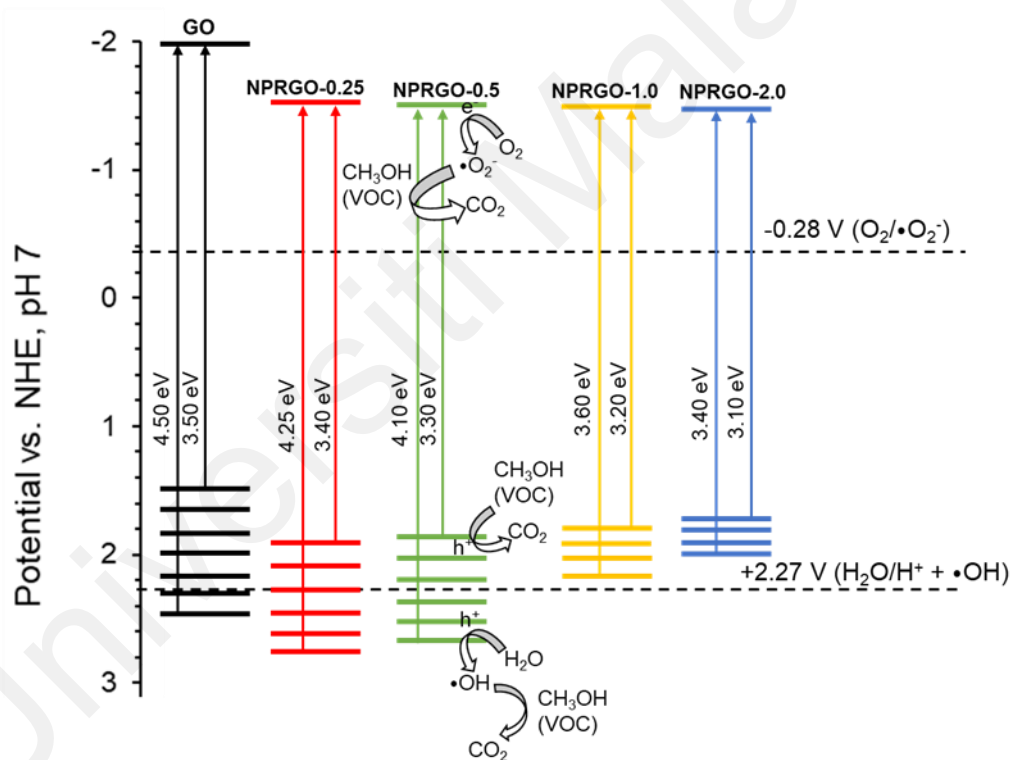 GO
NPRGO-0.25
NPRGO-0.5
NPRGO-1.0
NPRGO-2.0
Potential vs. NHE, pH 7
-2
-1
0
1
2
3
e⁻
O₂
•O₂⁻
CH₃OH
(VOC)
CO₂
-0.28 V (O₂/•O₂⁻)
4.50 eV
3.50 eV
4.25 eV
3.40 eV
4.10 eV
3.30 eV
3.60 eV
3.20 eV
3.40 eV
3.10 eV
CH₃OH
(VOC)
h⁺
CO₂
+2.27 V (H₂O/H⁺ + •OH)
h⁺
H₂O
•OH
CH₃OH
(VOC)
CO₂
Universiti Mala